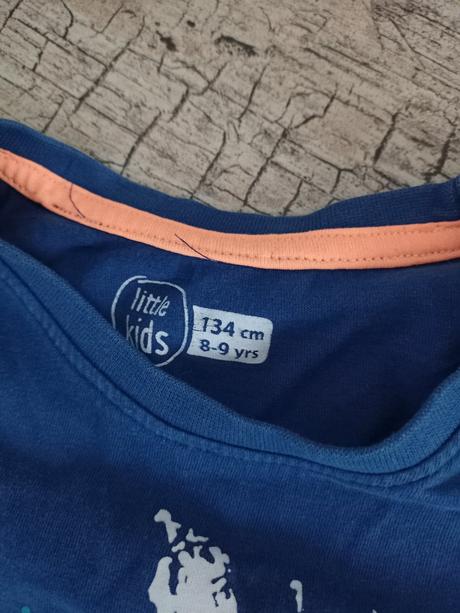 little
kids
134 cm
8-9 yrs